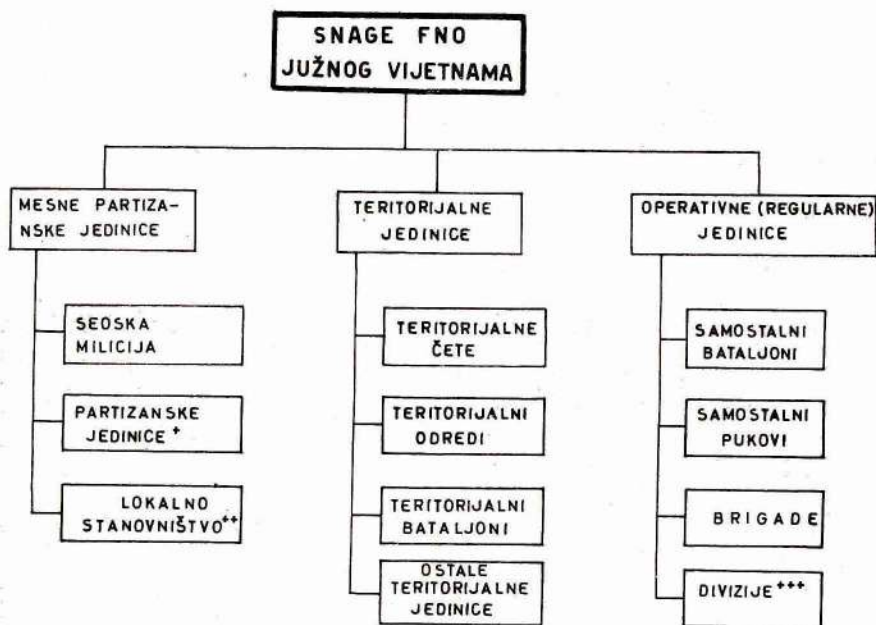 SNAGE FNO
JUŽNOG VIJETNAMA
MESNE PARTIZA-
NSKE JEDINICE
SEOSKA
MILICIJA
PARTIZANSKE
JEDINICE +
LOKALNO
STANOVNIŠTVO ++
TERITORIJALNE
JEDINICE
TERITORIJALNE
ČETE
TERITORIJALNI
ODREDI
TERITORIJALNI
BATALJONI
OSTALE
TERITORIJALNE
JEDINICE
OPERATIVNE (REGULARNE)
JEDINICE
SAMOSTALNI
BATALJONI
SAMOSTALNI
PUKOVI
BRIGADE
DIVIZIJE +++